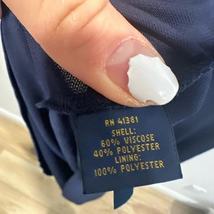 RN 41381
SHELL:
60% VISCOSE
40% POLYESTER
LINING:
100% POLYESTER